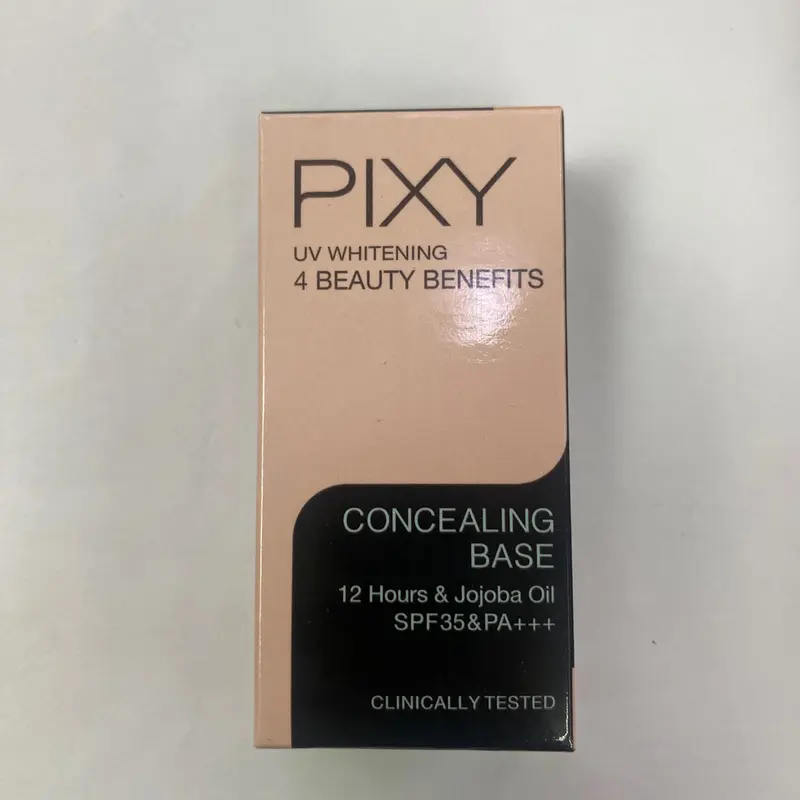 PIXY
UV WHITENING
4 BEAUTY BENEFITS
CONCEALING
BASE
12 Hours & Jojoba Oil
SPF35&PA+++
CLINICALLY TESTED